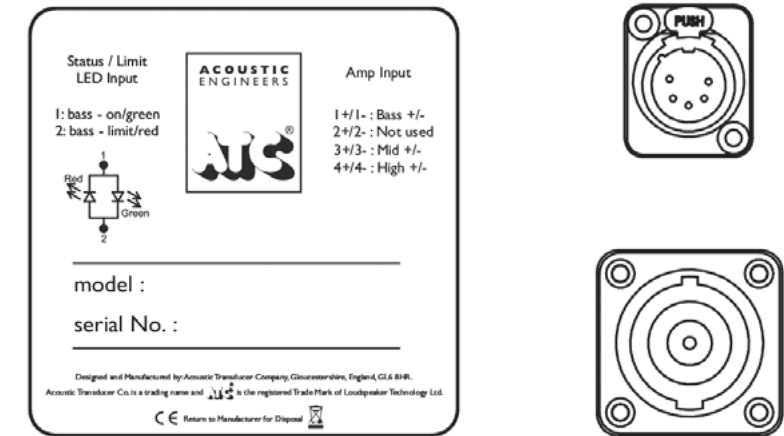 Status / Limit
LED Input
1: bass - on/green
2: bass - limit/red
1
Red
Green
2
ACOUSTIC
ENGINEERS
ATC®
Amp Input
1+/1- : Bass +/-
2+/2- : Not used
3+/3- : Mid +/-
4+/4- : High +/-
model :
serial No. :
Designed and Manufactured by: Acoustic Transducer Company, Gloucestershire, England, GL6 8HR.
Acoustic Transducer Co. is a trading name and ATC is the registered Trade Mark of Loudspeaker Technology Ltd.
CE Return to Manufacturer for Disposal
PUSH